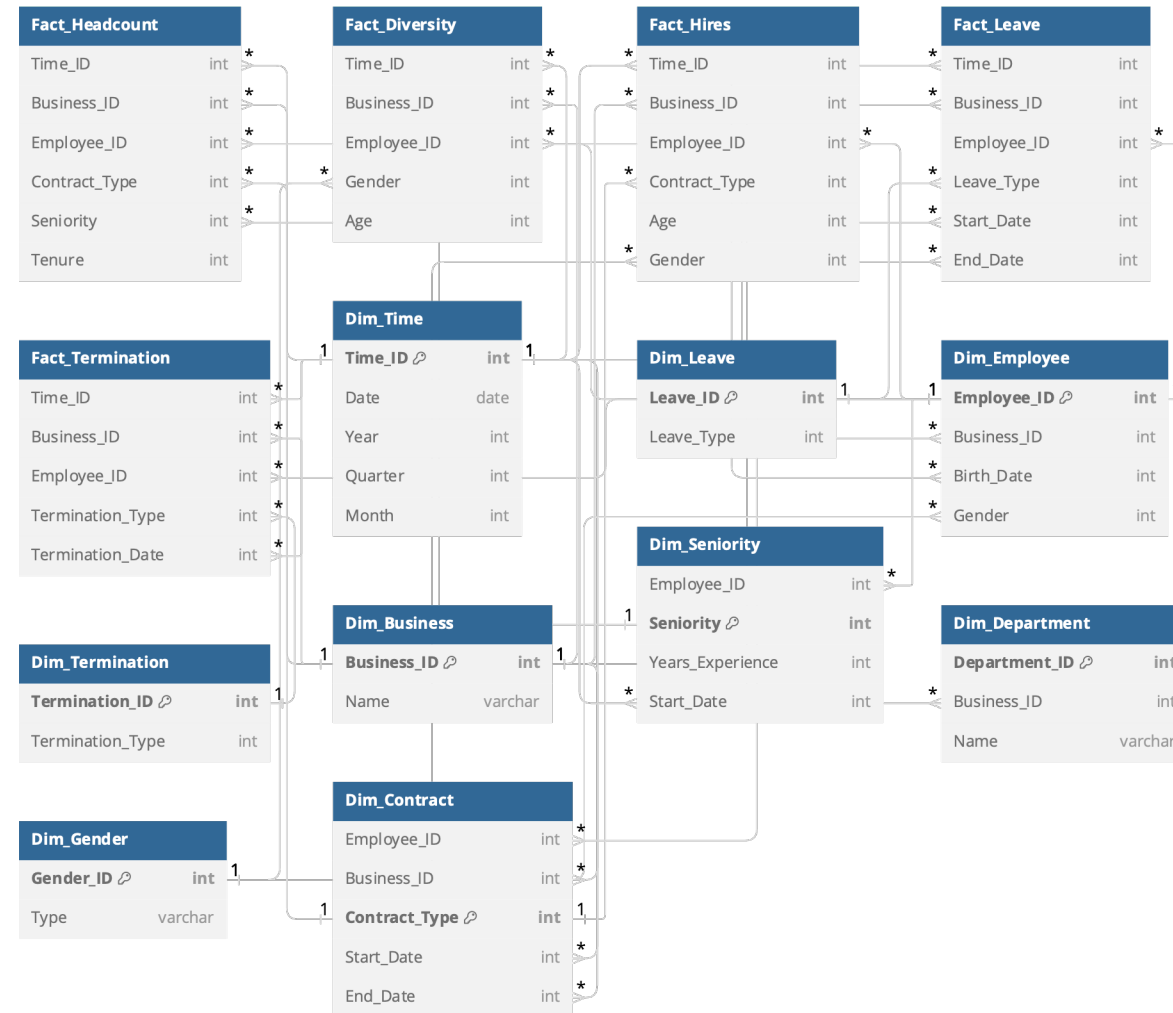 Fact_Headcount
Time_ID int
Business_ID int
Employee_ID int
Contract_Type int
Seniority int
Tenure int
Fact_Diversity
Time_ID int
Business_ID int
Employee_ID int
Gender int
Age int
Fact_Hires
Time_ID int
Business_ID int
Employee_ID int
Contract_Type int
Age int
Gender int
Fact_Leave
Time_ID int
Business_ID int
Employee_ID int
Leave_Type int
Start_Date int
End_Date int
Fact_Termination
Time_ID int
Business_ID int
Employee_ID int
Termination_Type int
Termination_Date int
Dim_Time
Time_ID int
Date date
Year int
Quarter int
Month int
Dim_Leave
Leave_ID int
Leave_Type int
Dim_Employee
Employee_ID int
Business_ID int
Birth_Date int
Gender int
Dim_Seniority
Employee_ID int
Seniority int
Years_Experience int
Start_Date int
Dim_Termination
Termination_ID int
Termination_Type int
Dim_Business
Business_ID int
Name varchar
Dim_Department
Department_ID int
Business_ID int
Name varchar
Dim_Gender
Gender_ID int
Type varchar
Dim_Contract
Employee_ID int
Business_ID int
Contract_Type int
Start_Date int
End_Date int